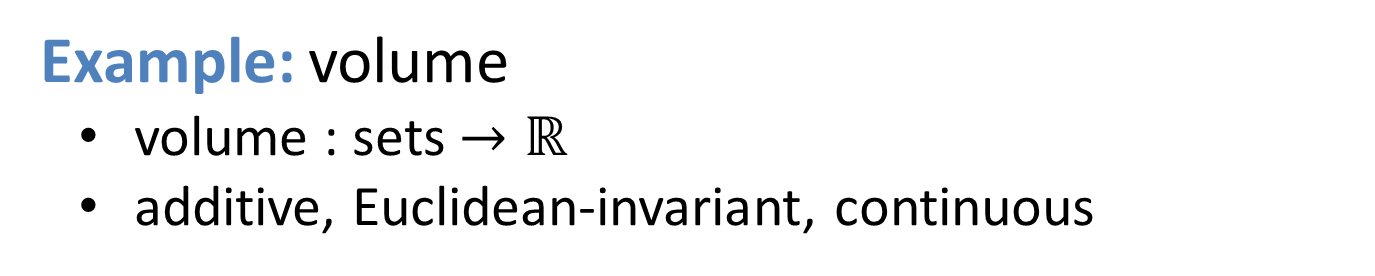 Example: volume
• volume : sets → ℝ
• additive, Euclidean-invariant, continuous